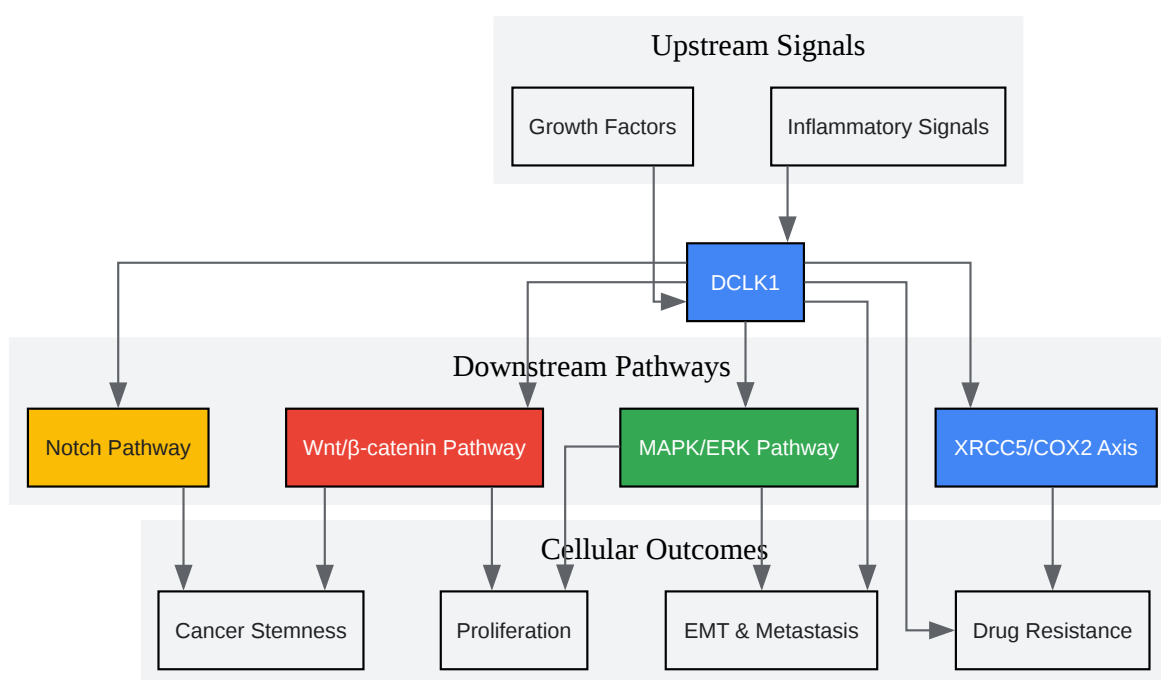 Upstream Signals
Growth Factors
Inflammatory Signals
DCLK1
Downstream Pathways
Notch Pathway
Wnt/β-catenin Pathway
MAPK/ERK Pathway
XRCC5/COX2 Axis
Cellular Outcomes
Cancer Stemness
Proliferation
EMT & Metastasis
Drug Resistance